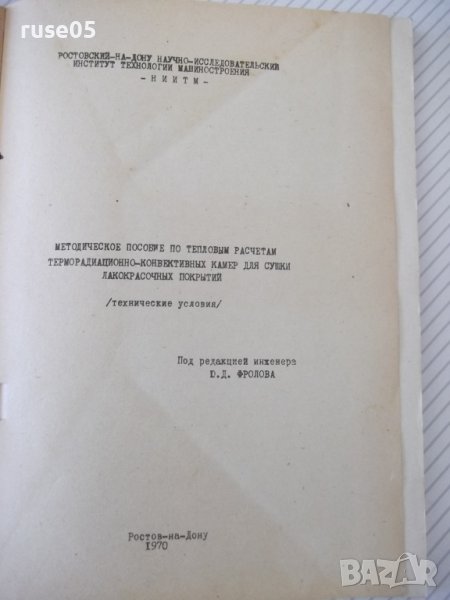 ruse05
РОСТОВСКИЙ-НА-ДОНУ НАУЧНО-ИССЛЕДОВАТЕЛЬСКИЙ
ИНСТИТУТ ТЕХНОЛОГИИ МАШИНОСТРОЕНИЯ
- НИИТМ -
МЕТОДИЧЕСКОЕ ПОСОБИЕ ПО ТЕПЛОВЫМ РАСЧЕТАМ
ТЕРМОРАДИАЦИОННО-КОНВЕКТИВНЫХ КАМЕР ДЛЯ СУШКИ
ЛАКОКРАСОЧНЫХ ПОКРЫТИЙ
/технические условия/
Под редакцией инженера
Ю.Д. ФРОЛОВА
Ростов-на-Дону
1970
BAZAR